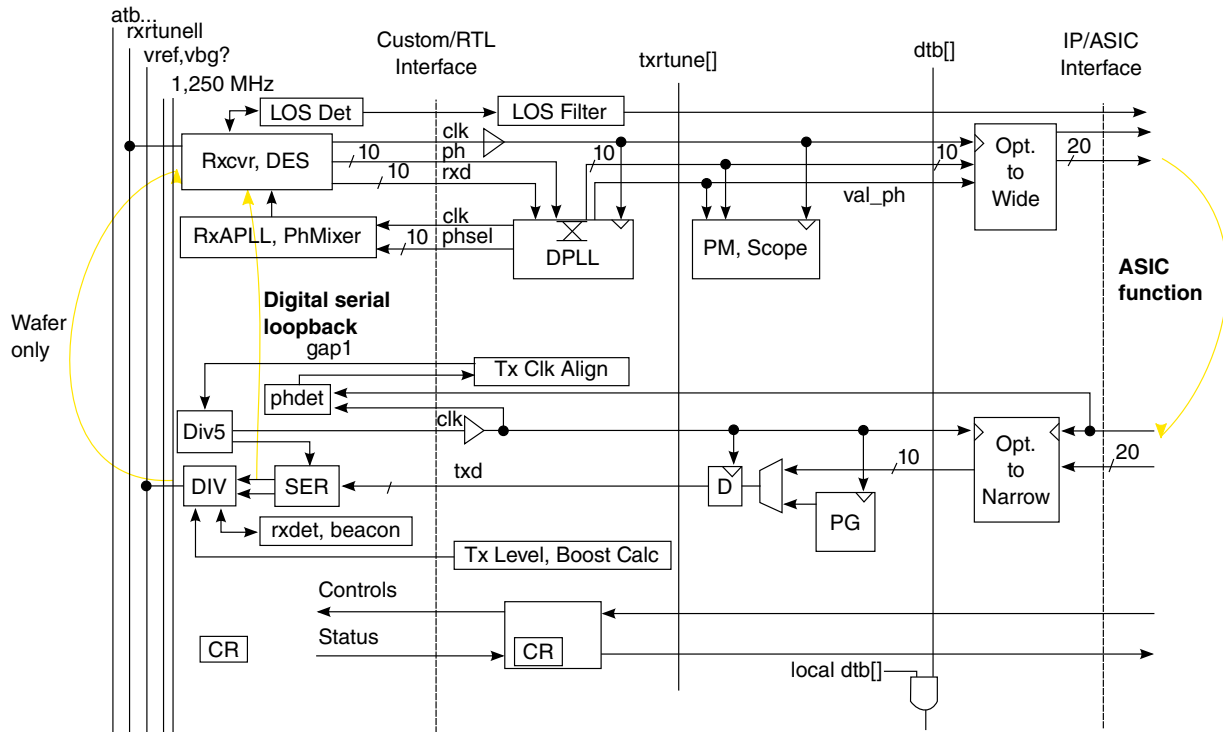 atb...
rxrtunell
vref,vbg?
1,250 MHz
Custom/RTL
Interface
txrtune[]
dtb[]
IP/ASIC
Interface
LOS Det
LOS Filter
Rxcvr, DES
clk
10
ph
10
rxd
10
10
Opt.
to
Wide
20
val_ph
RxAPLL, PhMixer
clk
10
phsel
DPLL
PM, Scope
ASIC
function
Wafer
only
Digital serial
loopback
gap1
Tx Clk Align
phdet
Div5
clk
Opt.
to
Narrow
20
DIV
SER
txd
D
10
PG
rxdet, beacon
Tx Level, Boost Calc
Controls
Status
CR
CR
local dtb[]